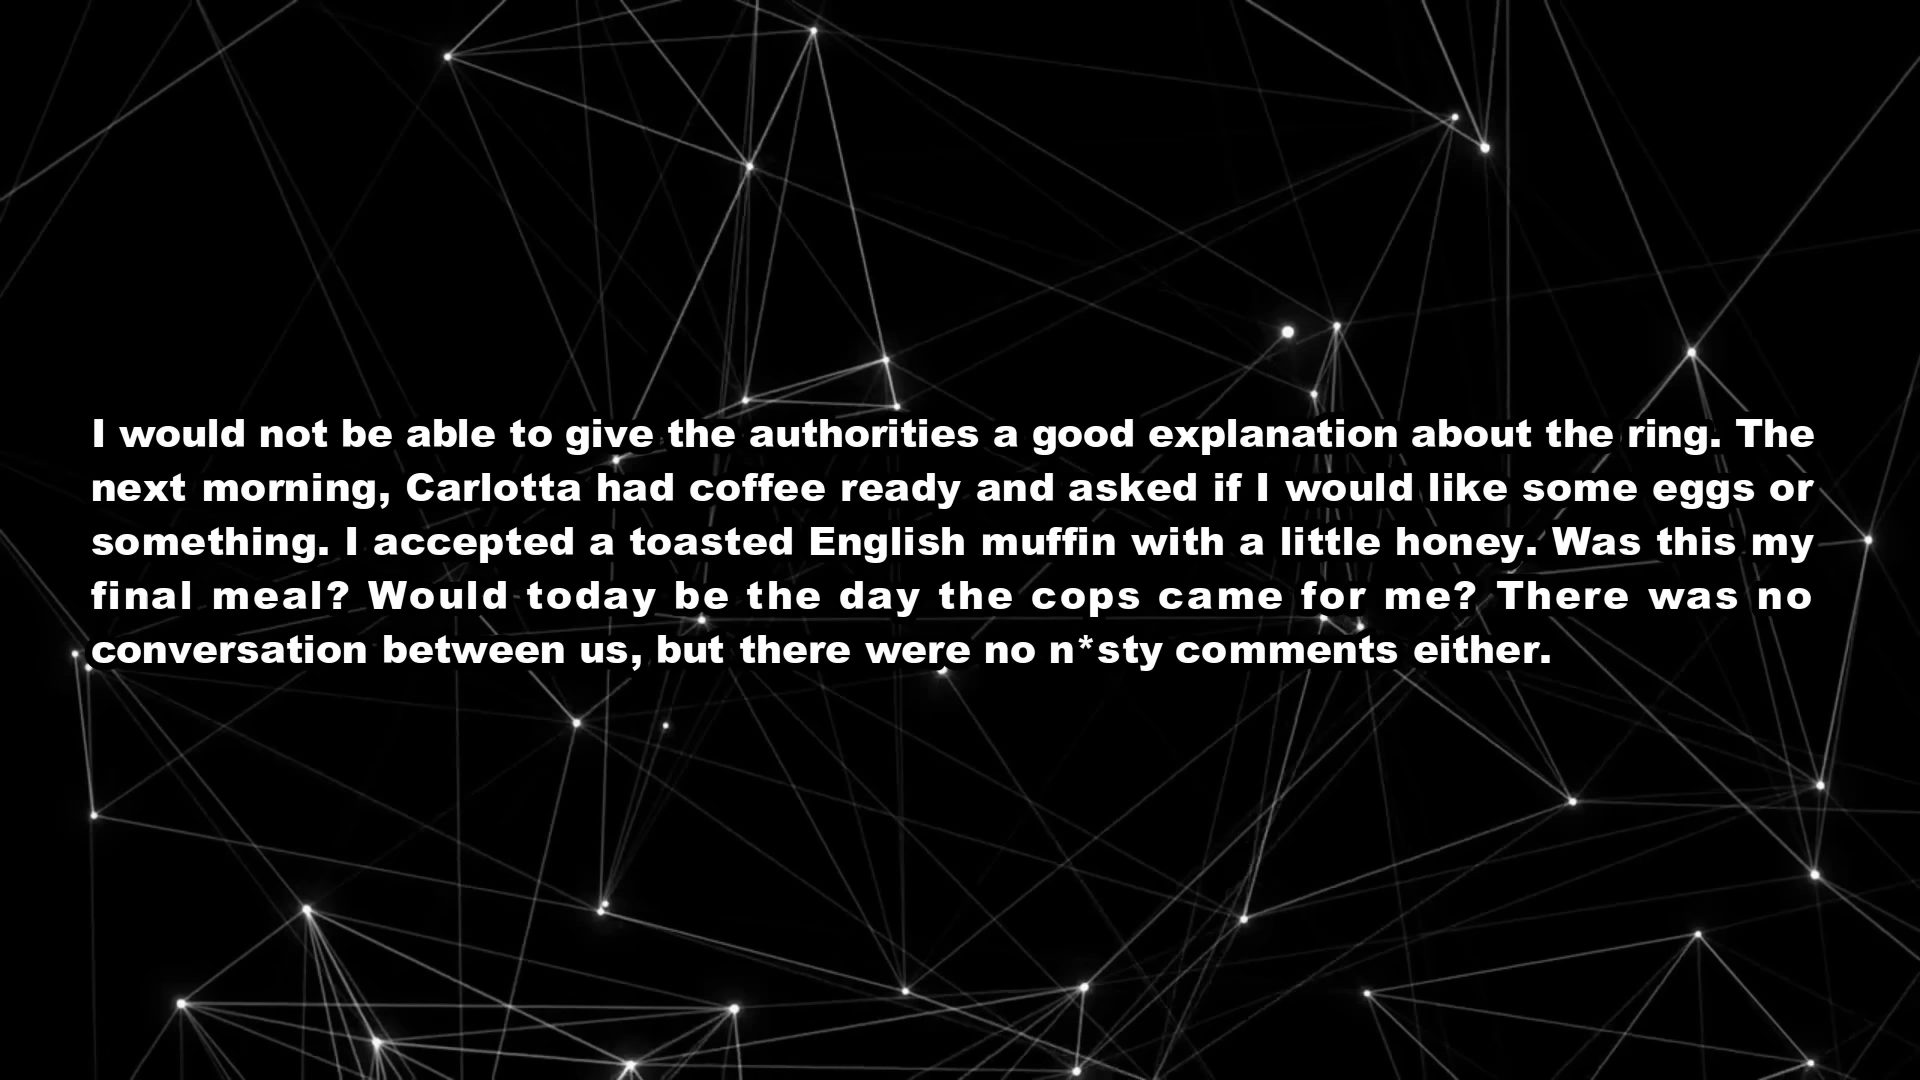 I would not be able to give the authorities a good explanation about the ring. The
next morning, Carlotta had coffee ready and asked if I would like some eggs or
something. I accepted a toasted English muffin with a little honey. Was this my
final meal? Would today be the day the cops came for me? There was no
conversation between us, but there were no n*sty comments either.